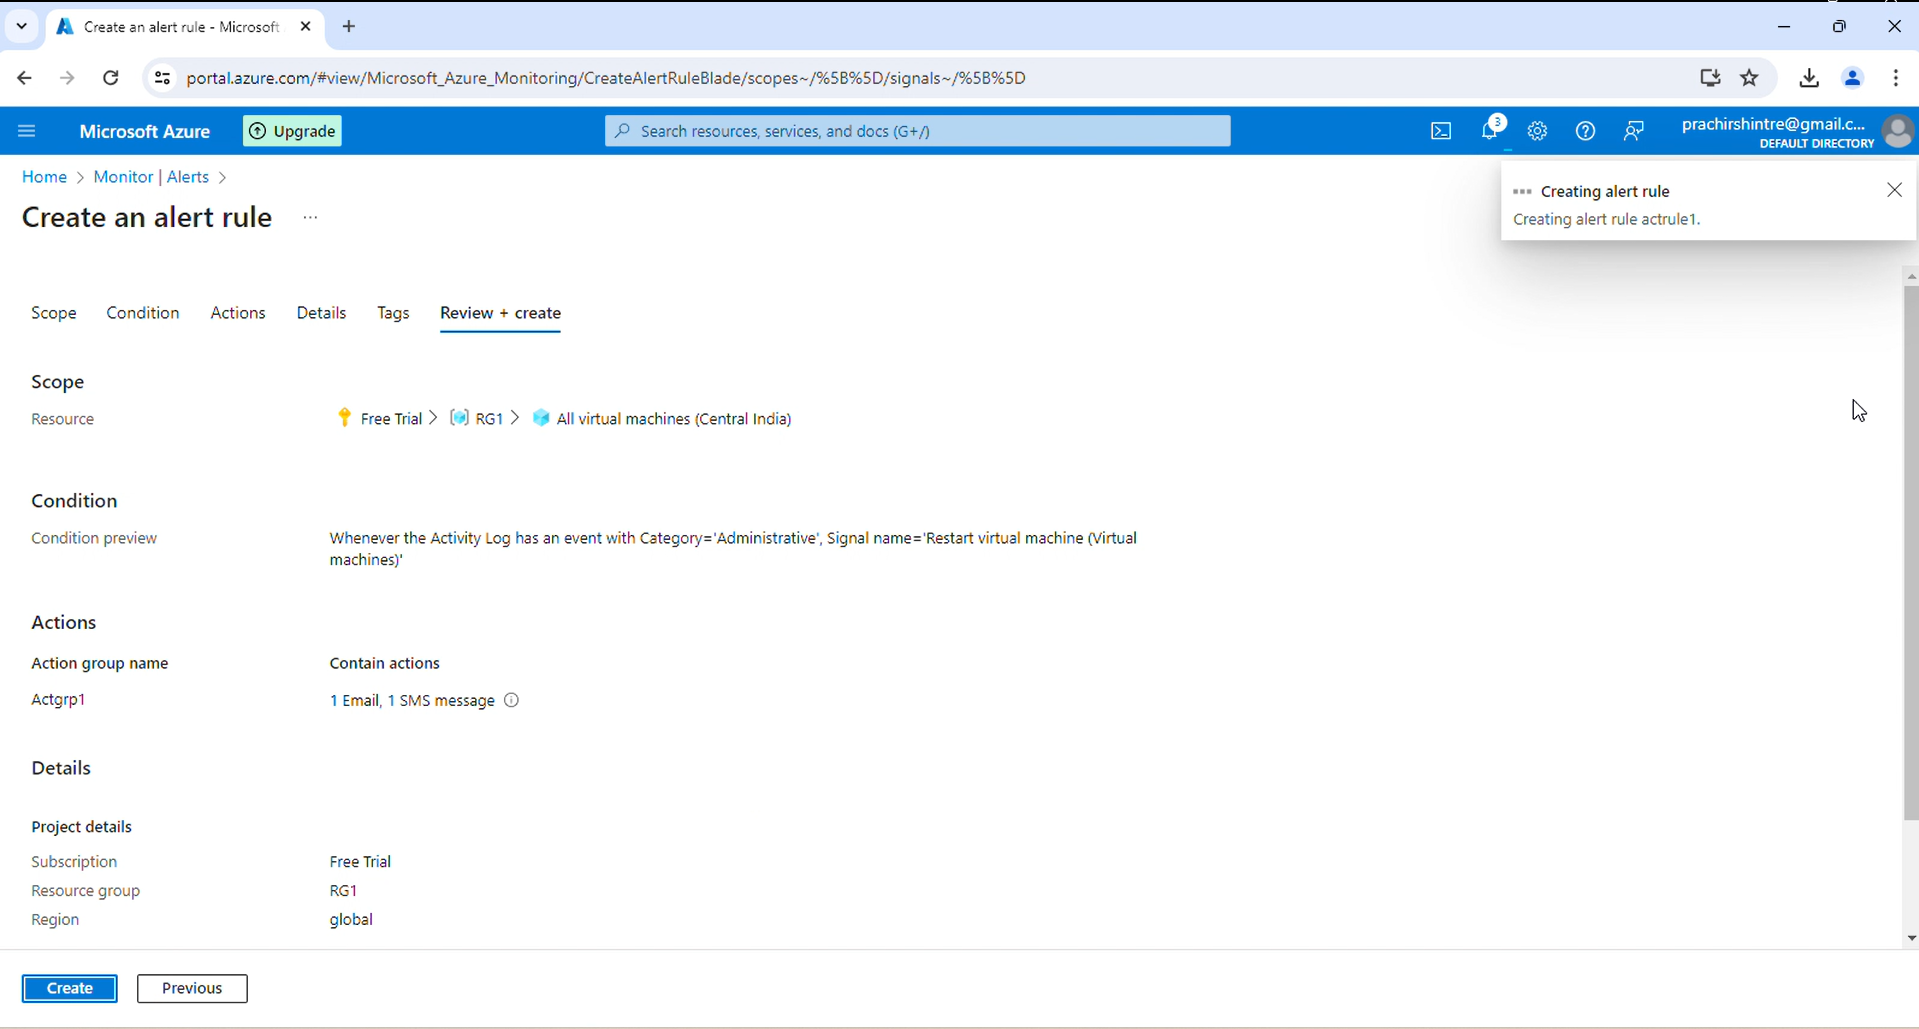 Create an alert rule - Microsoft
portal.azure.com/#view/Microsoft_Azure_Monitoring/CreateAlertRuleBlade/scopes~/%5B%5D/signals~/%5B%5D
Microsoft Azure
Upgrade
Search resources, services, and docs (G+/)
3
prachirshintre@gmail.c...
DEFAULT DIRECTORY
Home > Monitor | Alerts >
Create an alert rule ...
Creating alert rule
Creating alert rule actrule1.
Scope Condition Actions Details Tags Review + create
Scope
Resource Free Trial > RG1 > All virtual machines (Central India)
Condition
Condition preview Whenever the Activity Log has an event with Category='Administrative', Signal name='Restart virtual machine (Virtual
machines)'
Actions
Action group name Contain actions
Actgrp1 1 Email, 1 SMS message
Details
Project details
Subscription Free Trial
Resource group RG1
Region global
Create Previous